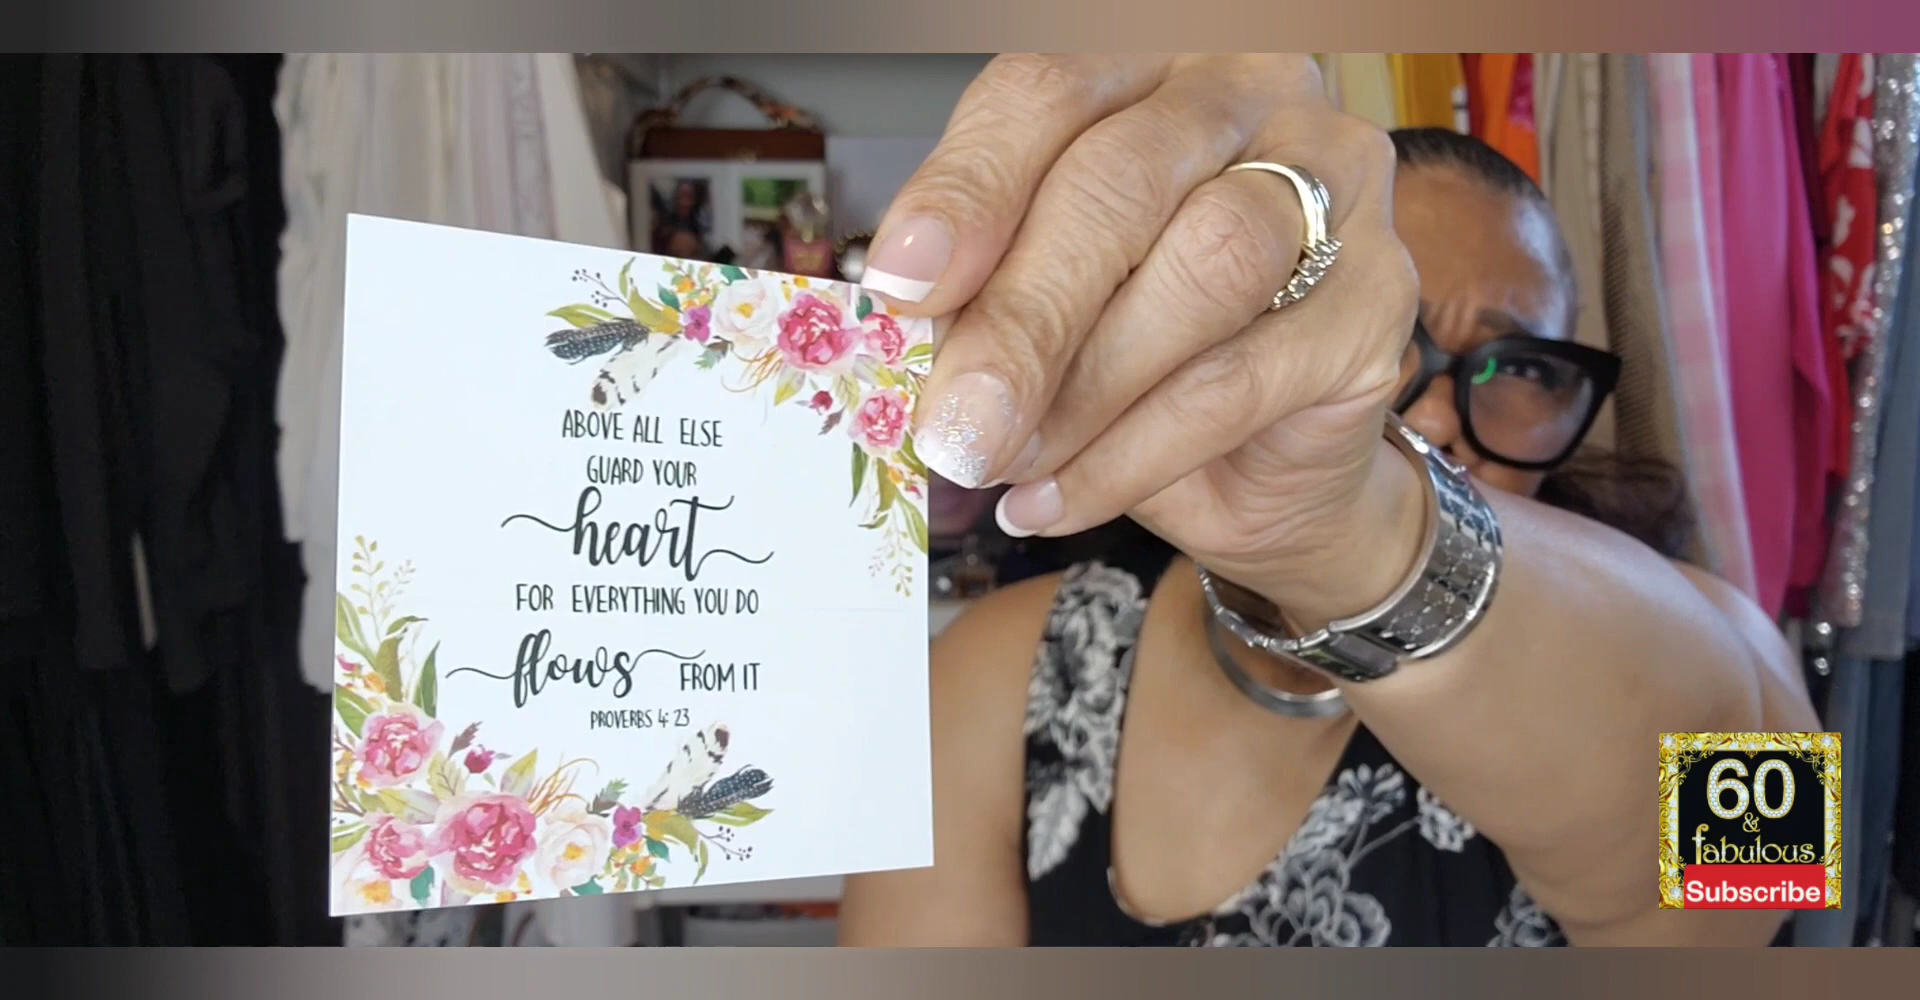 ABOVE ALL ELSE
GUARD YOUR
heart
FOR EVERYTHING YOU DO
flows FROM IT
PROVERBS 4:23
60
&
fabulous
Subscribe